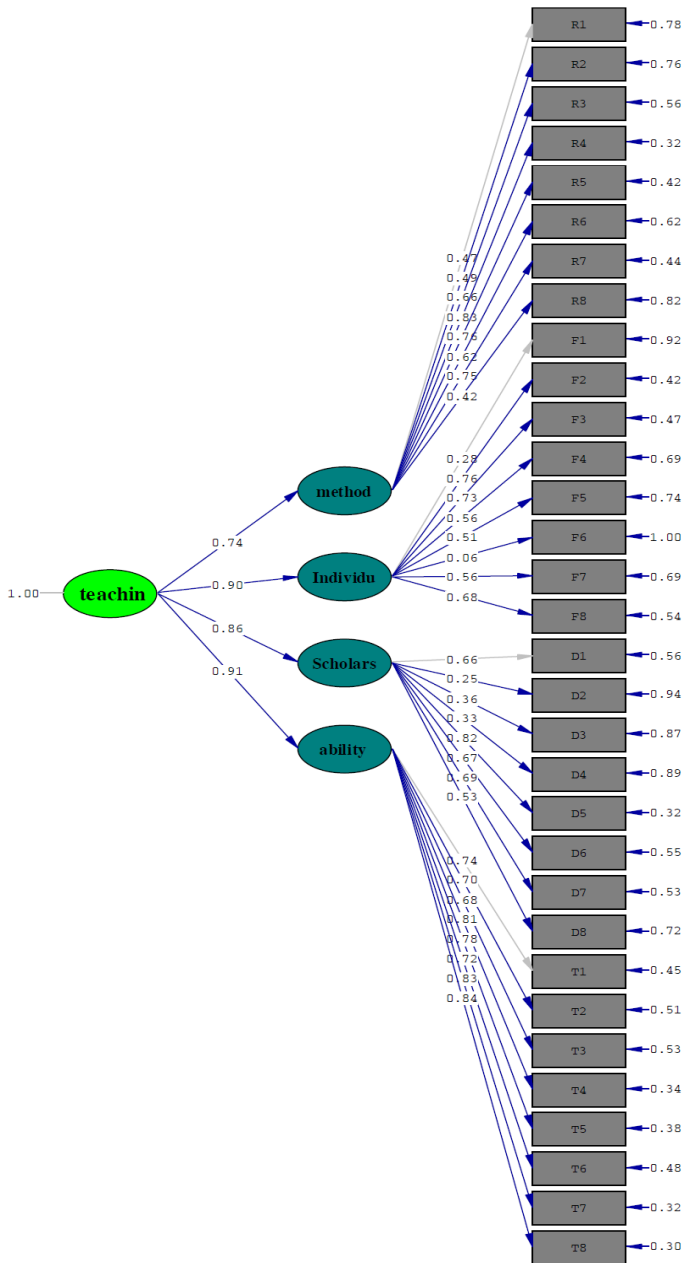 R1 0.78
R2 0.76
R3 0.56
R4 0.32
R5 0.42
R6 0.62
R7 0.44
R8 0.82
F1 0.92
F2 0.42
F3 0.47
F4 0.69
F5 0.74
F6 1.00
F7 0.69
F8 0.54
D1 0.56
D2 0.94
D3 0.87
D4 0.89
D5 0.32
D6 0.55
D7 0.53
D8 0.72
T1 0.45
T2 0.51
T3 0.53
T4 0.34
T5 0.38
T6 0.48
T7 0.32
T8 0.30
0.47
0.49
0.66
0.83
0.76
0.62
0.75
0.42
0.28
0.76
0.73
0.56
0.51
0.06
0.56
0.68
0.66
0.25
0.36
0.33
0.82
0.67
0.69
0.53
0.74
0.70
0.68
0.81
0.78
0.72
0.83
0.84
method
Individu
Scholars
ability
0.74
0.90
0.86
0.91
1.00
teachin